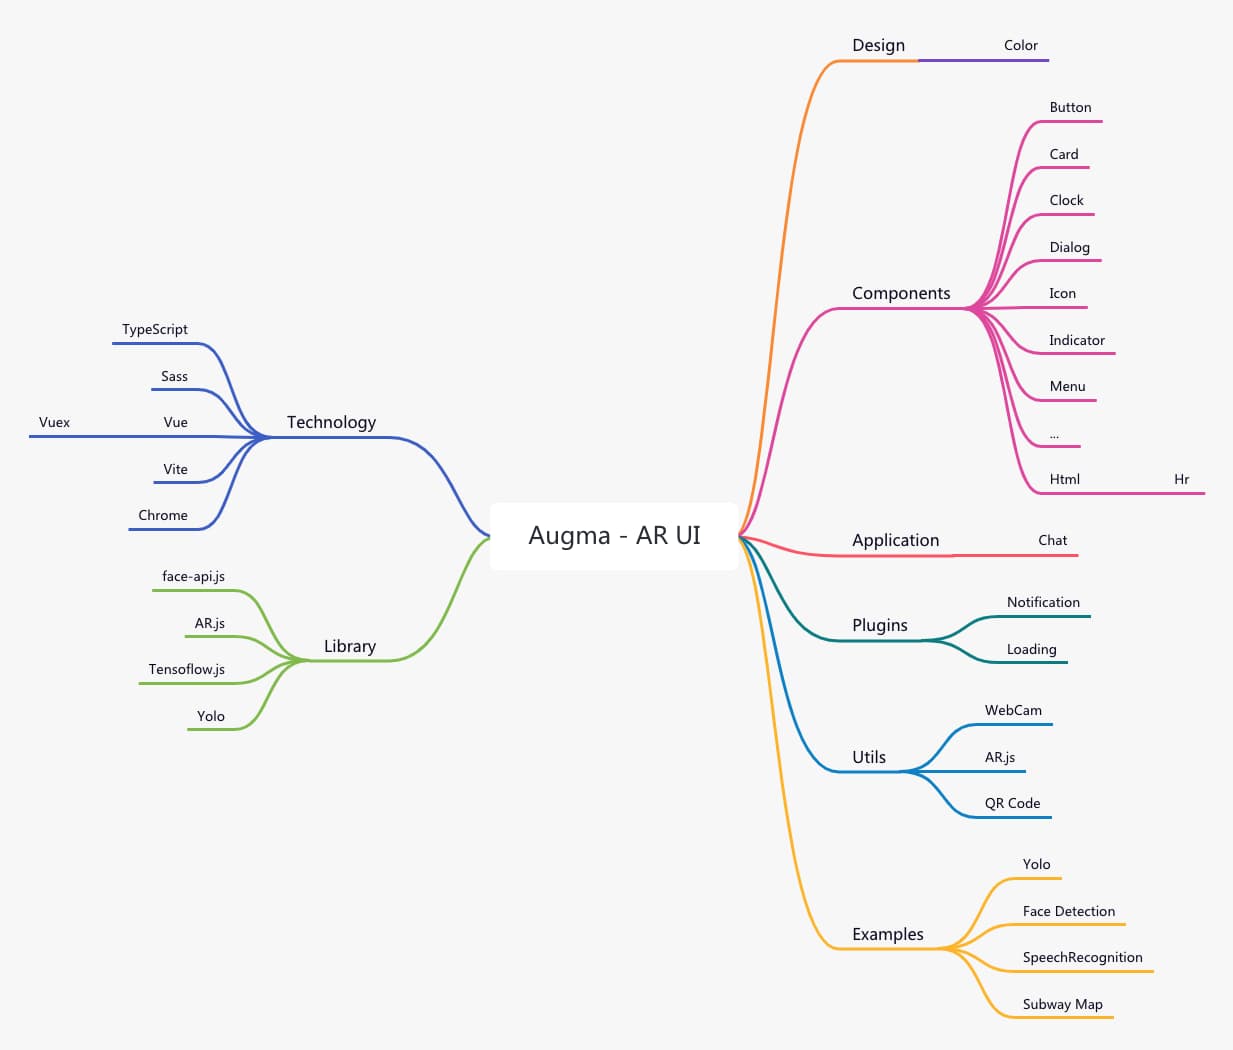 Augma - AR UI
Design
Color
Components
Button
Card
Clock
Dialog
Icon
Indicator
Menu
...
Html
Hr
Application
Chat
Plugins
Notification
Loading
Utils
WebCam
AR.js
QR Code
Examples
Yolo
Face Detection
SpeechRecognition
Subway Map
Technology
TypeScript
Sass
Vue
Vuex
Vite
Chrome
Library
face-api.js
AR.js
Tensoflow.js
Yolo